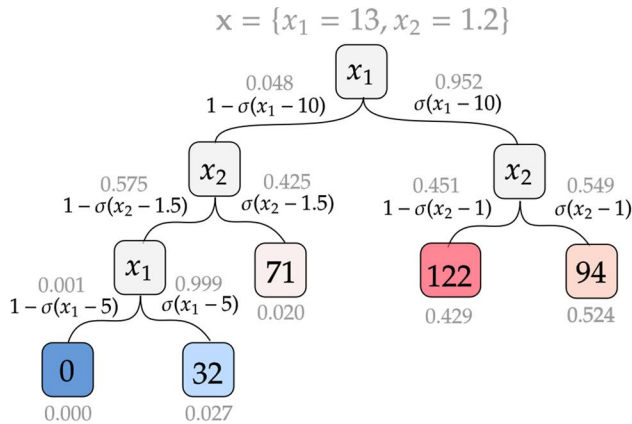 x = {x₁ = 13, x₂ = 1.2}
x₁
0.048
1 − σ(x₁ − 10)
0.952
σ(x₁ − 10)
x₂
x₂
0.575
1 − σ(x₂ − 1.5)
0.425
σ(x₂ − 1.5)
0.451
1 − σ(x₂ − 1)
0.549
σ(x₂ − 1)
x₁
71
122
94
0.001
1 − σ(x₁ − 5)
0.999
σ(x₁ − 5)
0.020
0.429
0.524
0
32
0.000
0.027